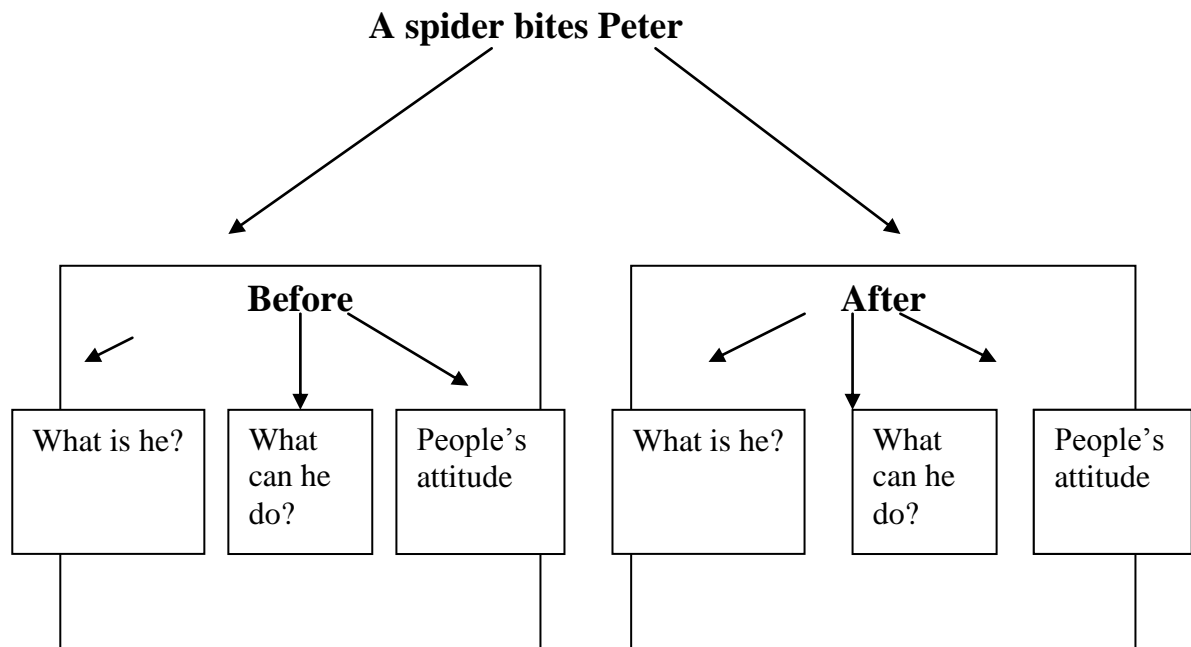 A spider bites Peter
Before
What is he?
What
can he
do?
People’s
attitude
After
What is he?
What
can he
do?
People’s
attitude